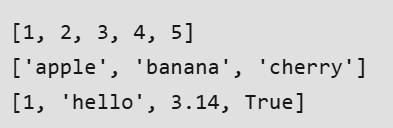 [1, 2, 3, 4, 5]
['apple', 'banana', 'cherry']
[1, 'hello', 3.14, True]